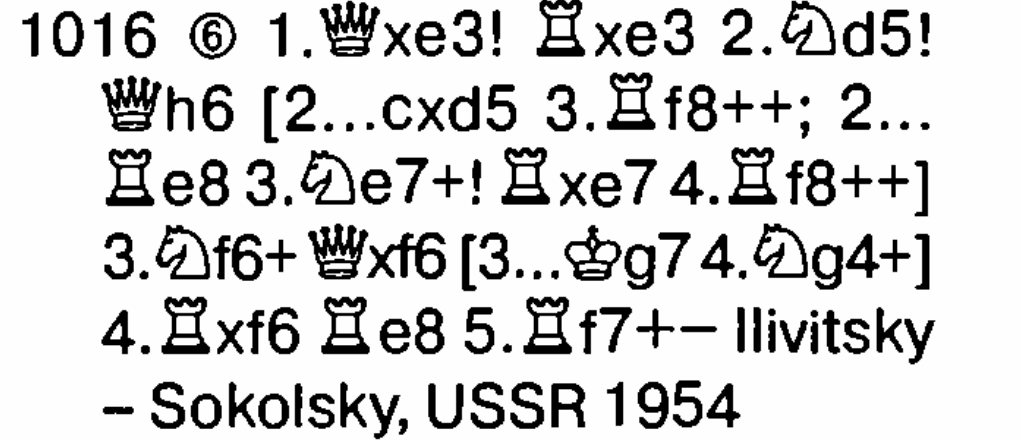 1016 ⑥ 1.♕xe3! ♖xe3 2.♘d5!
♕h6 [2...cxd5 3.♖f8++; 2...
♖e8 3.♘e7+! ♖xe7 4.♖f8++]
3.♘f6+ ♕xf6 [3...♔g7 4.♘g4+]
4.♖xf6 ♖e8 5.♖f7+– Ilivitsky
– Sokolsky, USSR 1954